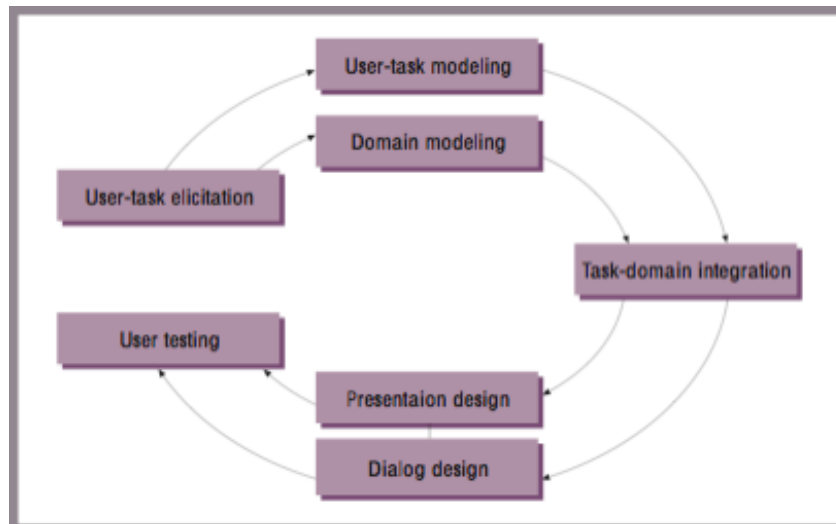 User-task modeling
Domain modeling
User-task elicitation
Task-domain integration
User testing
Presentaion design
Dialog design